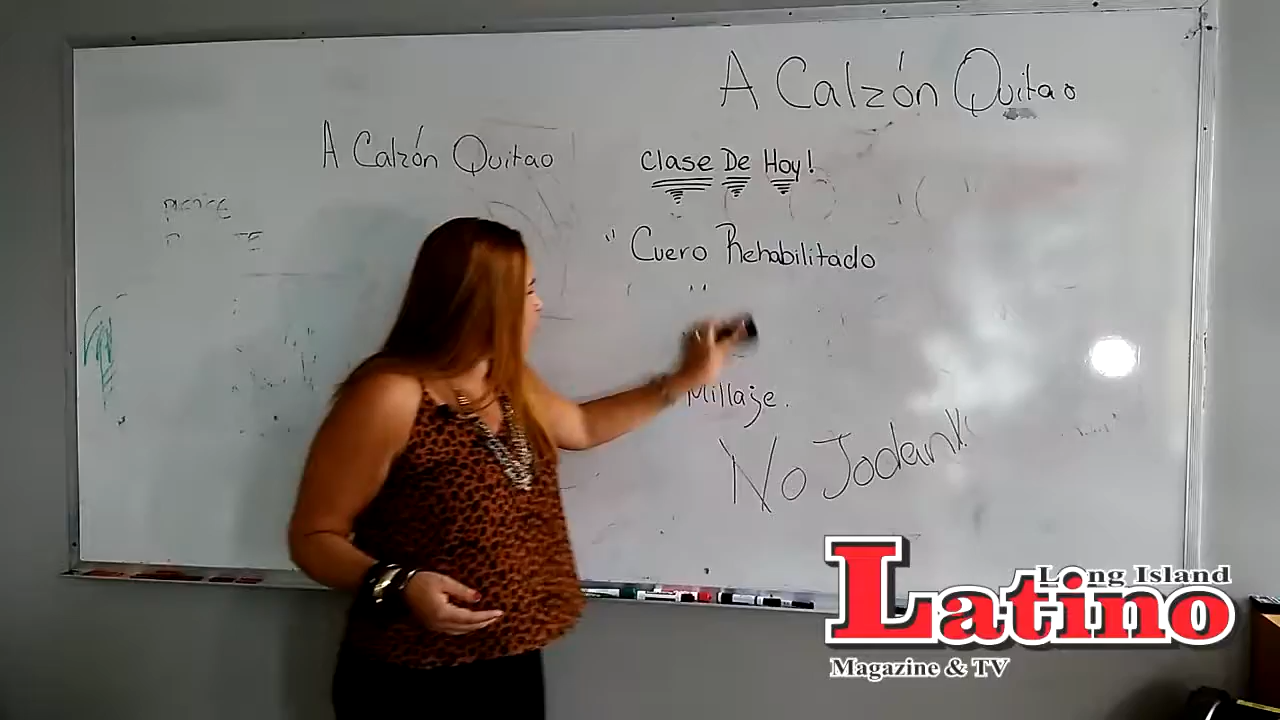 A Calzón Quitao
A Calzón Quitao
Clase De Hoy!
" Cuero Rehabilitado
"
Millaje.
No Jodan!!
Long Island
Latino
Magazine & TV